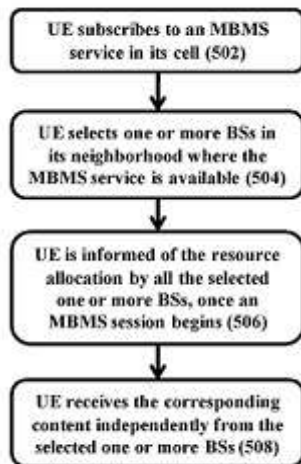 UE subscribes to an MBMS
service in its cell (502)
UE selects one or more BSs in
its neighborhood where the
MBMS service is available (504)
UE is informed of the resource
allocation by all the selected
one or more BSs, once an
MBMS session begins (506)
UE receives the corresponding
content independently from the
selected one or more BSs (508)